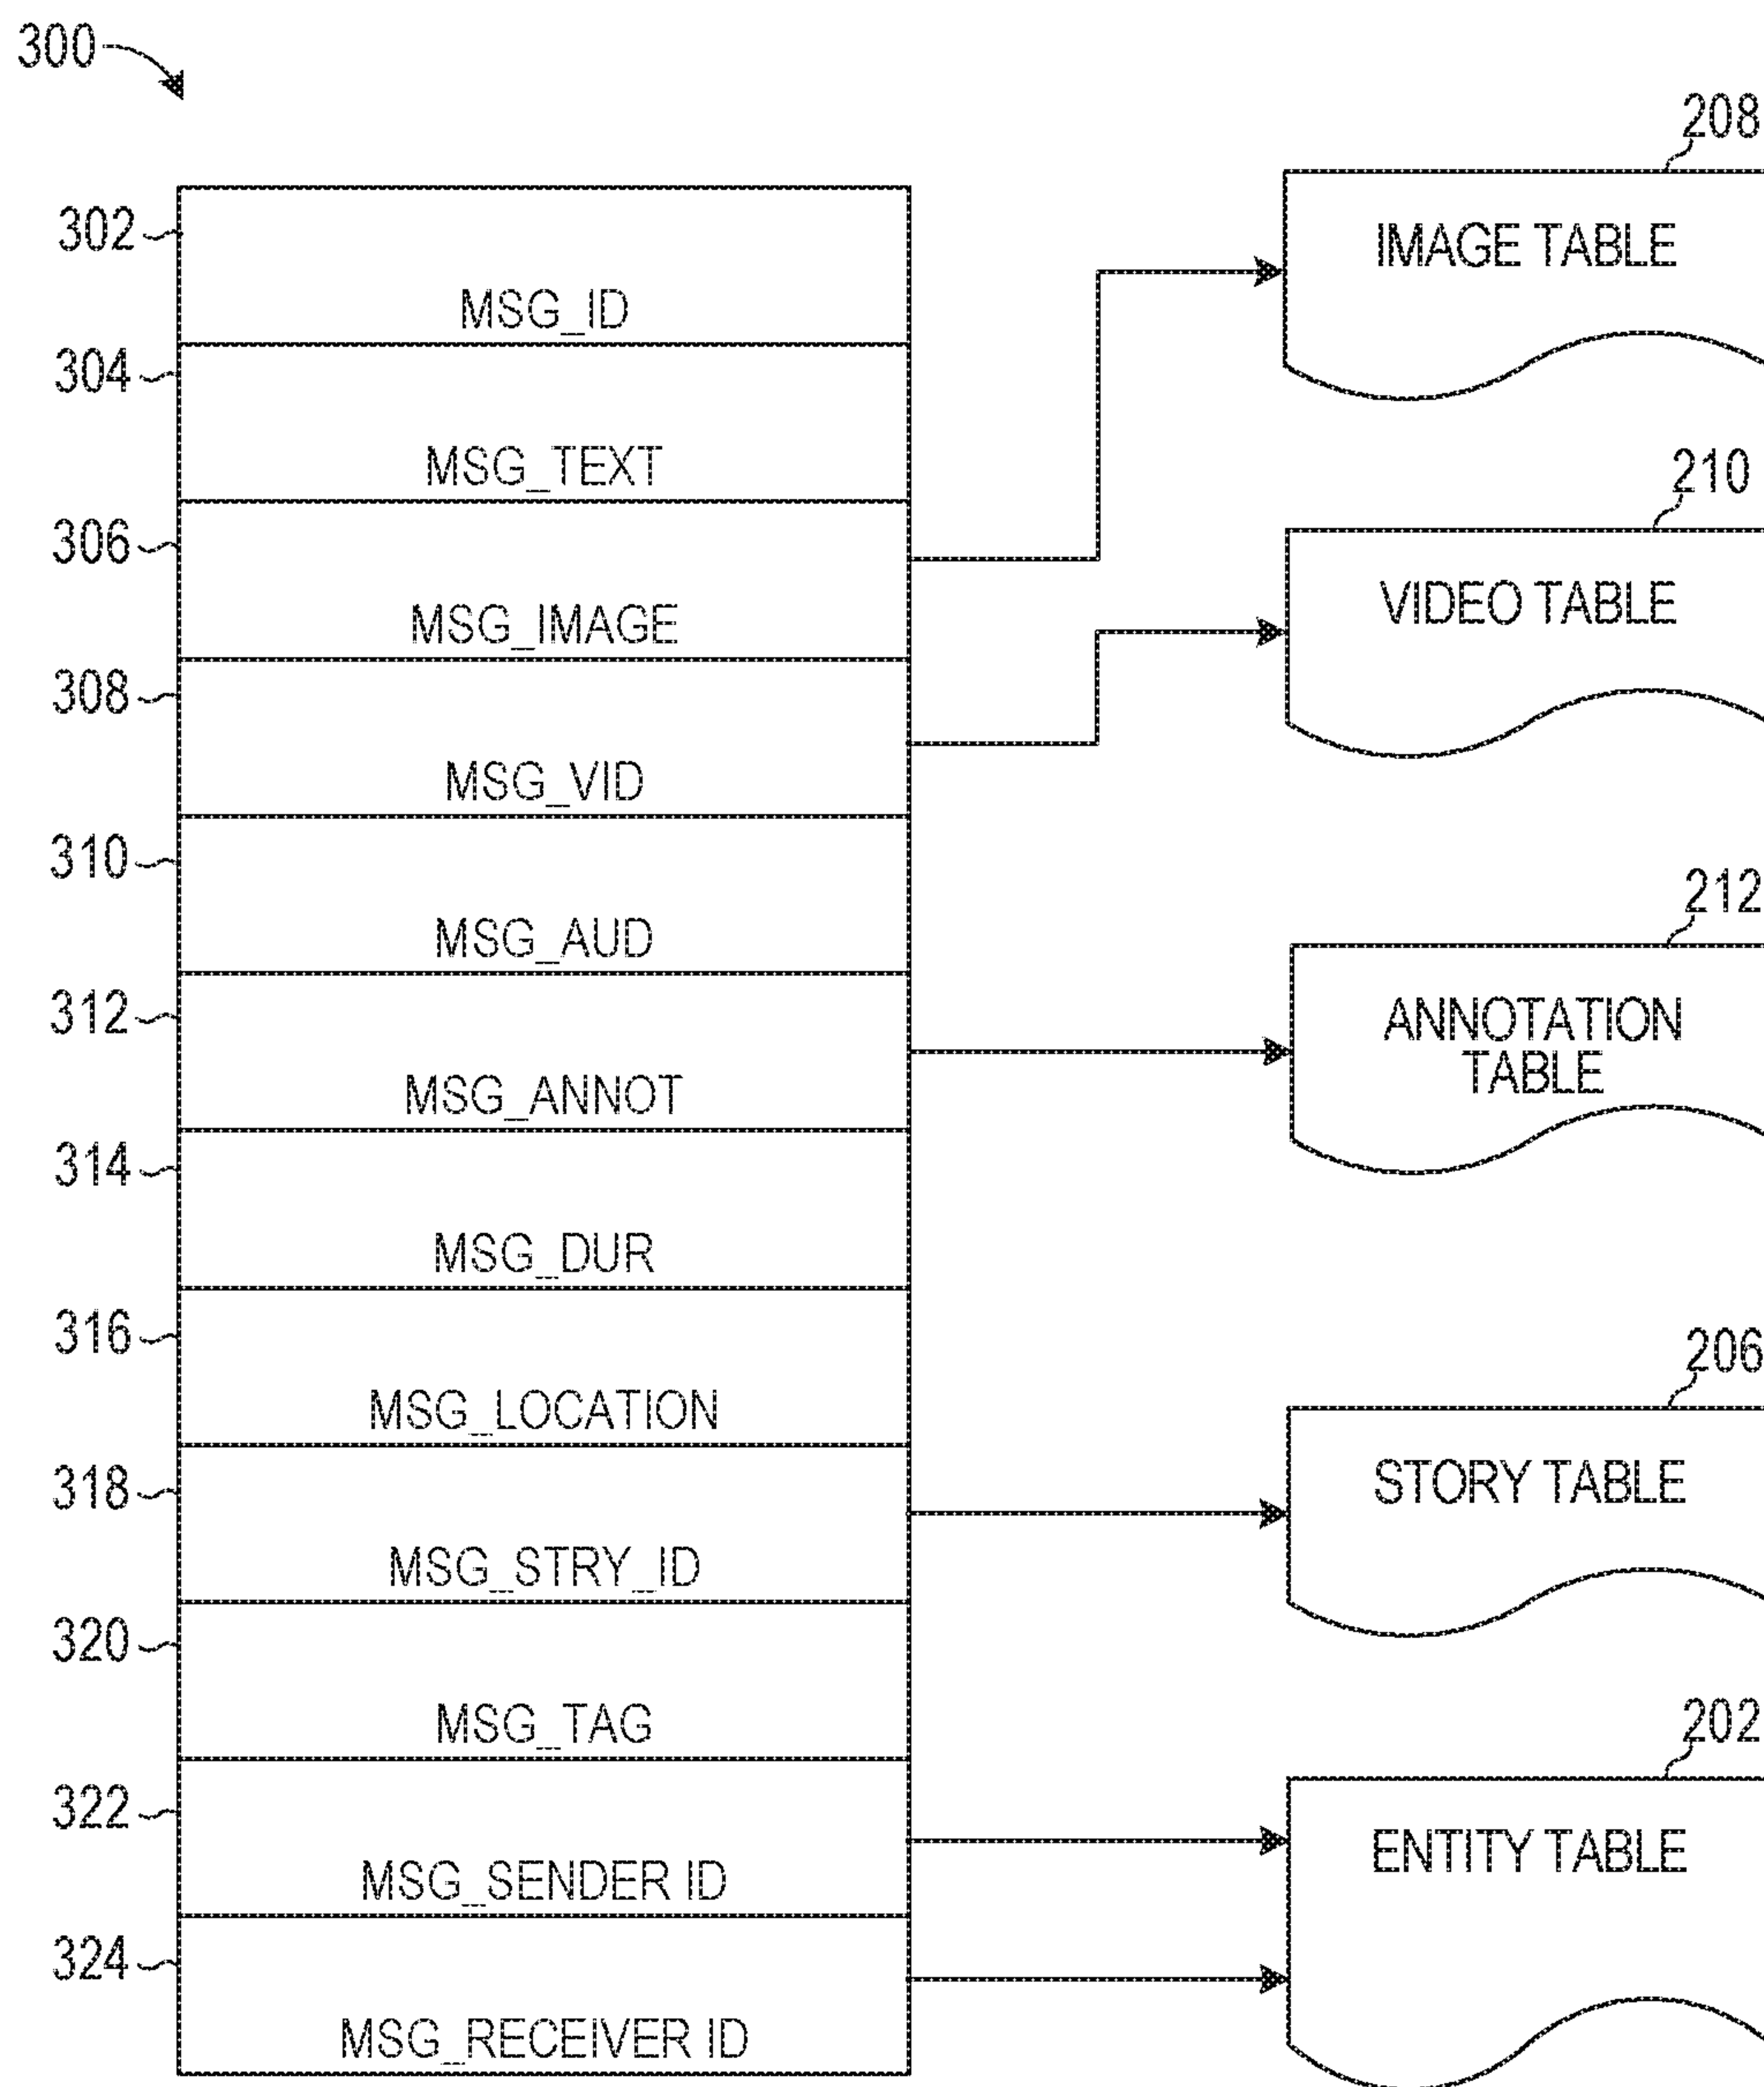 300
302
MSG_ID
304
MSG_TEXT
306
MSG_IMAGE
308
MSG_VID
310
MSG_AUD
312
MSG_ANNOT
314
MSG_DUR
316
MSG_LOCATION
318
MSG_STRY_ID
320
MSG_TAG
322
MSG_SENDER ID
324
MSG_RECEIVER ID
208
IMAGE TABLE
210
VIDEO TABLE
212
ANNOTATION
TABLE
206
STORY TABLE
202
ENTITY TABLE